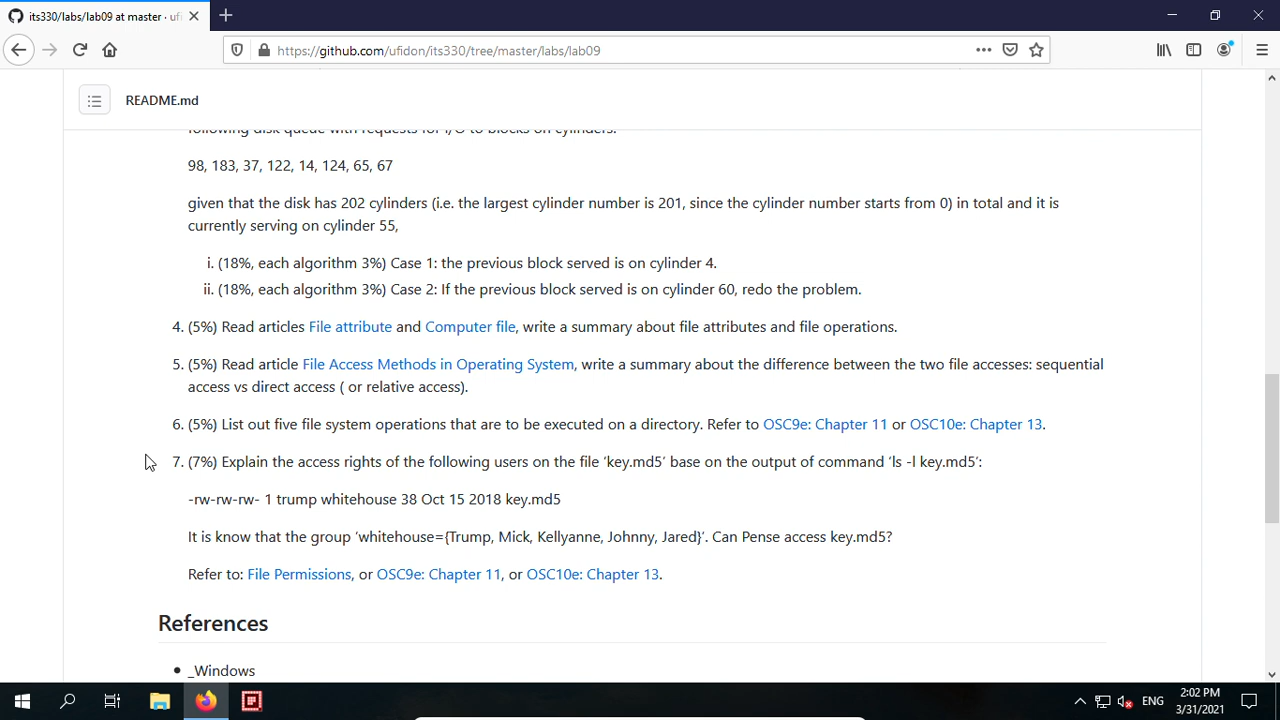 its330/labs/lab09 at master · ufi
https://github.com/ufidon/its330/tree/master/labs/lab09
README.md
following disk queue with requests for I/O to blocks on cylinders:
98, 183, 37, 122, 14, 124, 65, 67
given that the disk has 202 cylinders (i.e. the largest cylinder number is 201, since the cylinder number starts from 0) in total and it is
currently serving on cylinder 55,
i. (18%, each algorithm 3%) Case 1: the previous block served is on cylinder 4.
ii. (18%, each algorithm 3%) Case 2: If the previous block served is on cylinder 60, redo the problem.
4. (5%) Read articles File attribute and Computer file, write a summary about file attributes and file operations.
5. (5%) Read article File Access Methods in Operating System, write a summary about the difference between the two file accesses: sequential
access vs direct access ( or relative access).
6. (5%) List out five file system operations that are to be executed on a directory. Refer to OSC9e: Chapter 11 or OSC10e: Chapter 13.
7. (7%) Explain the access rights of the following users on the file ‘key.md5’ base on the output of command ‘ls -l key.md5’:
-rw-rw-rw- 1 trump whitehouse 38 Oct 15 2018 key.md5
It is know that the group ‘whitehouse={Trump, Mick, Kellyanne, Johnny, Jared}’. Can Pense access key.md5?
Refer to: File Permissions, or OSC9e: Chapter 11, or OSC10e: Chapter 13.
References
• _Windows
ENG
2:02 PM
3/31/2021